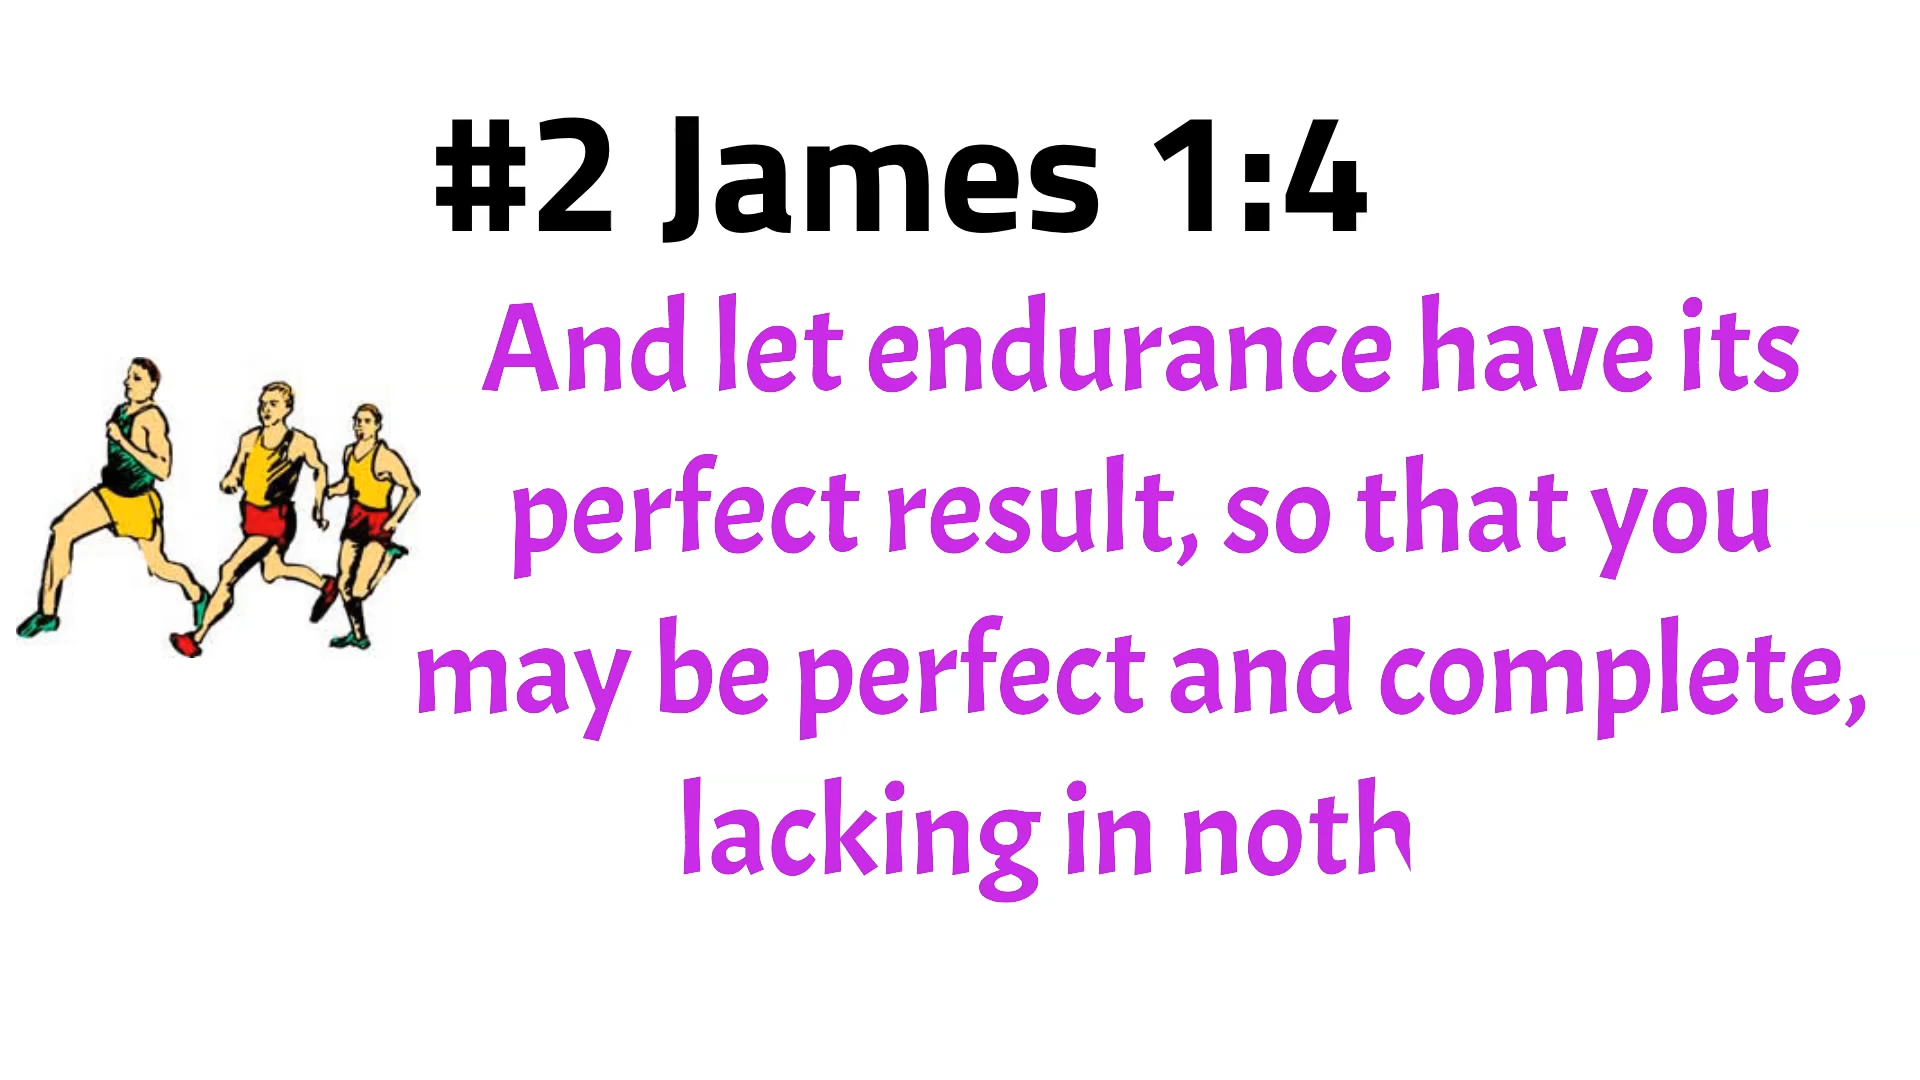 #2 James 1:4
And let endurance have its
perfect result, so that you
may be perfect and complete,
lacking in noth